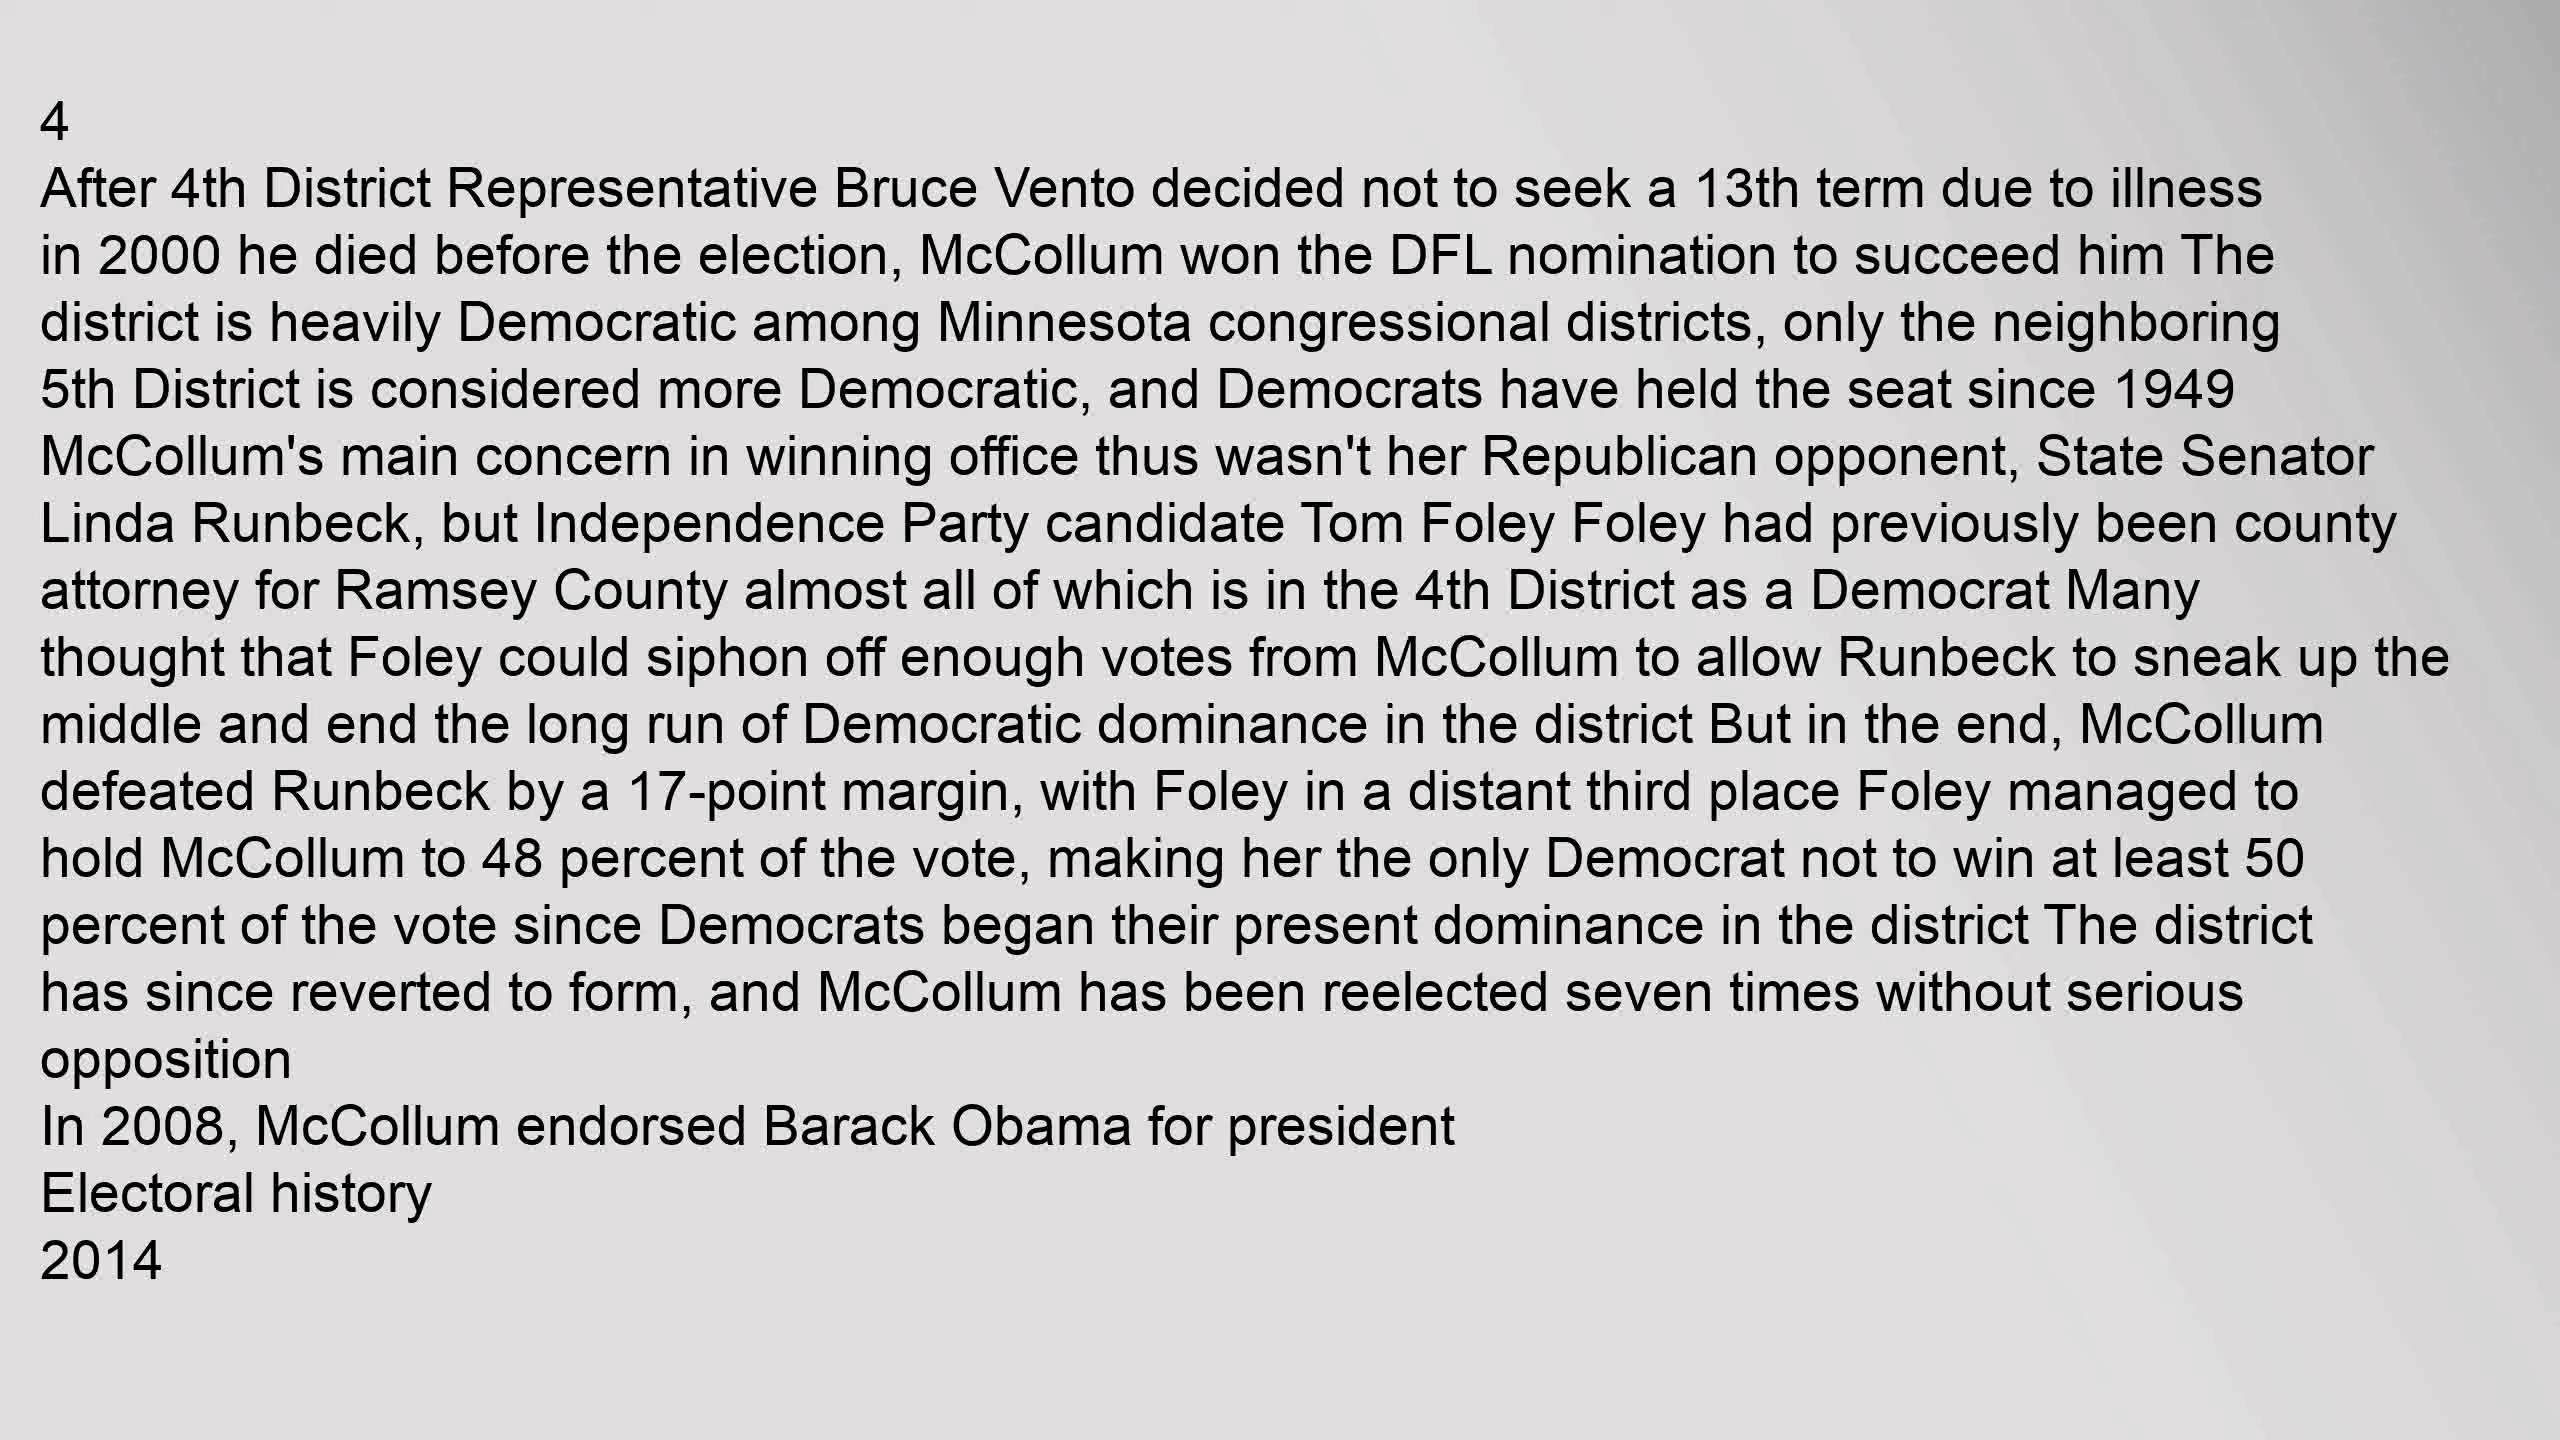 4
After 4th District Representative Bruce Vento decided not to seek a 13th term due to illness
in 2000 he died before the election, McCollum won the DFL nomination to succeed him The
district is heavily Democratic among Minnesota congressional districts, only the neighboring
5th District is considered more Democratic, and Democrats have held the seat since 1949
McCollum's main concern in winning office thus wasn't her Republican opponent, State Senator
Linda Runbeck, but Independence Party candidate Tom Foley Foley had previously been county
attorney for Ramsey County almost all of which is in the 4th District as a Democrat Many
thought that Foley could siphon off enough votes from McCollum to allow Runbeck to sneak up the
middle and end the long run of Democratic dominance in the district But in the end, McCollum
defeated Runbeck by a 17-point margin, with Foley in a distant third place Foley managed to
hold McCollum to 48 percent of the vote, making her the only Democrat not to win at least 50
percent of the vote since Democrats began their present dominance in the district The district
has since reverted to form, and McCollum has been reelected seven times without serious
opposition
In 2008, McCollum endorsed Barack Obama for president
Electoral history
2014